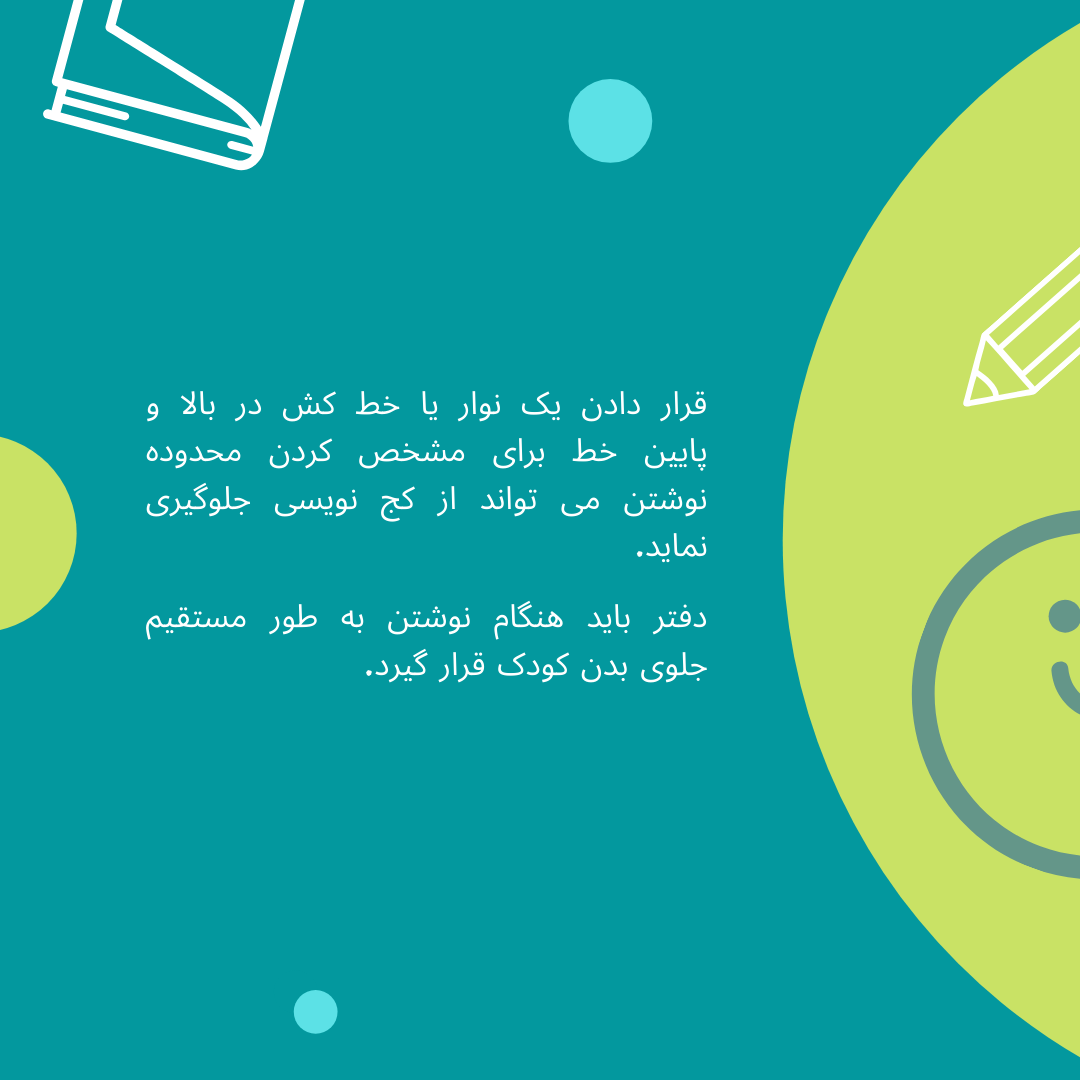 قرار دادن یک نوار یا خط کش در بالا و
پایین خط برای مشخص کردن محدوده
نوشتن می تواند از کج نویسی جلوگیری
نماید.
دفتر باید هنگام نوشتن به طور مستقیم
جلوی بدن کودک قرار گیرد.